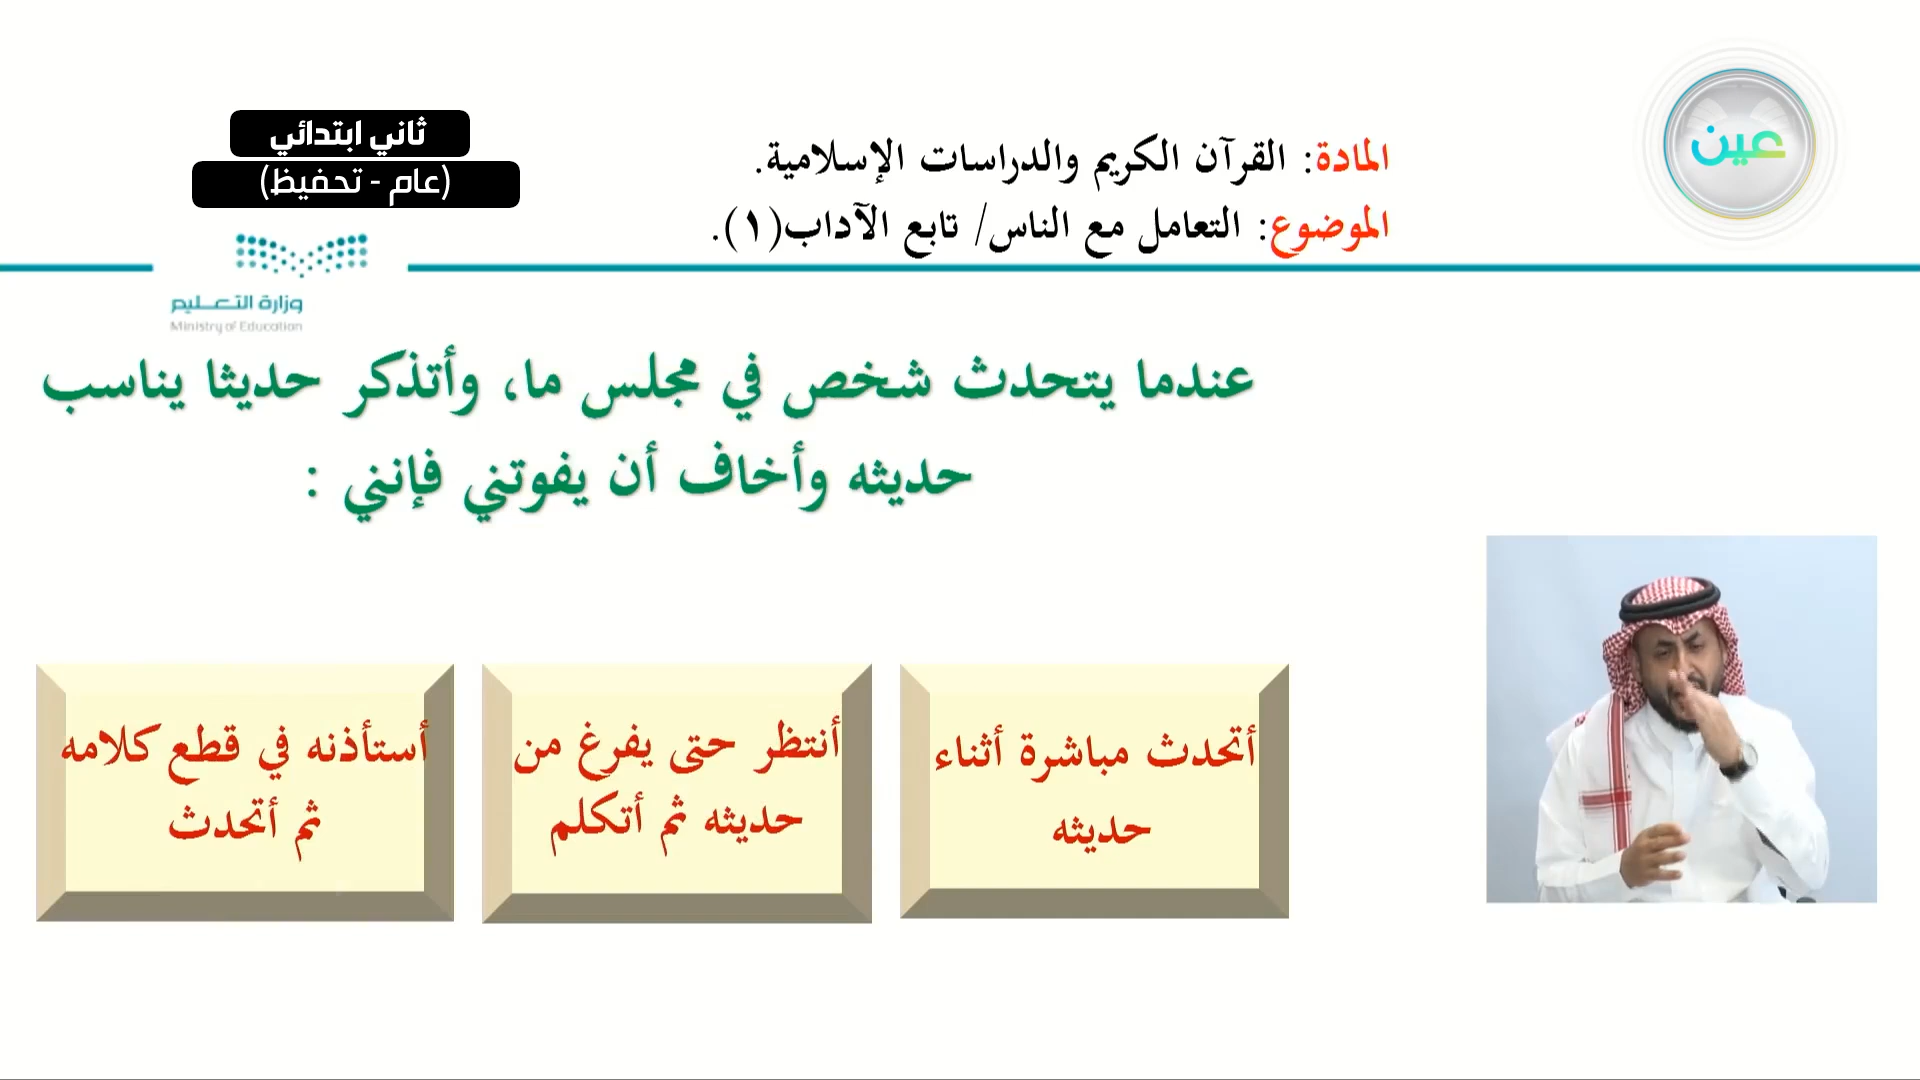 عين
ثاني ابتدائي
(عام - تحفيظ)
المادة: القرآن الكريم والدراسات الإسلامية.
الموضوع: التعامل مع الناس/ تابع الآداب(١).
وزارة التعـــليم
Ministry of Education
عندما يتحدث شخص في مجلس ما، وأتذكر حديثا يناسب
حديثه وأخاف أن يفوتني فإنني :
أتحدث مباشرة أثناء
حديثه
أنتظر حتى يفرغ من
حديثه ثم أتكلم
أستأذنه في قطع كلامه
ثم أتحدث